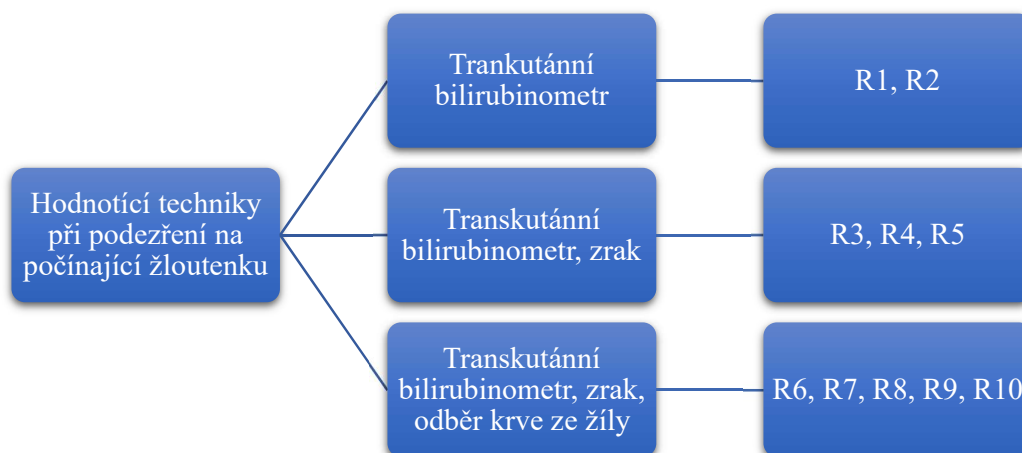 Hodnotící techniky
při podezření na
počínající žloutenku
Trankutánní
bilirubinometr
R1, R2
Transkutánní
bilirubinometr, zrak
R3, R4, R5
Transkutánní
bilirubinometr, zrak,
odběr krve ze žíly
R6, R7, R8, R9, R10